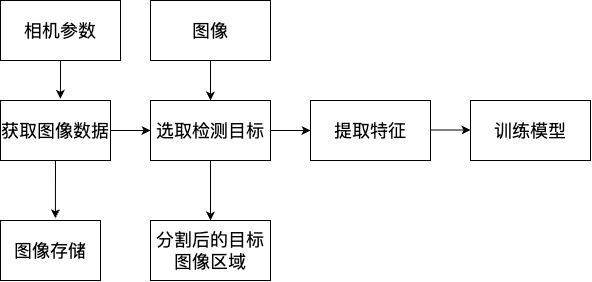 相机参数
图像
获取图像数据
选取检测目标
提取特征
训练模型
图像存储
分割后的目标
图像区域